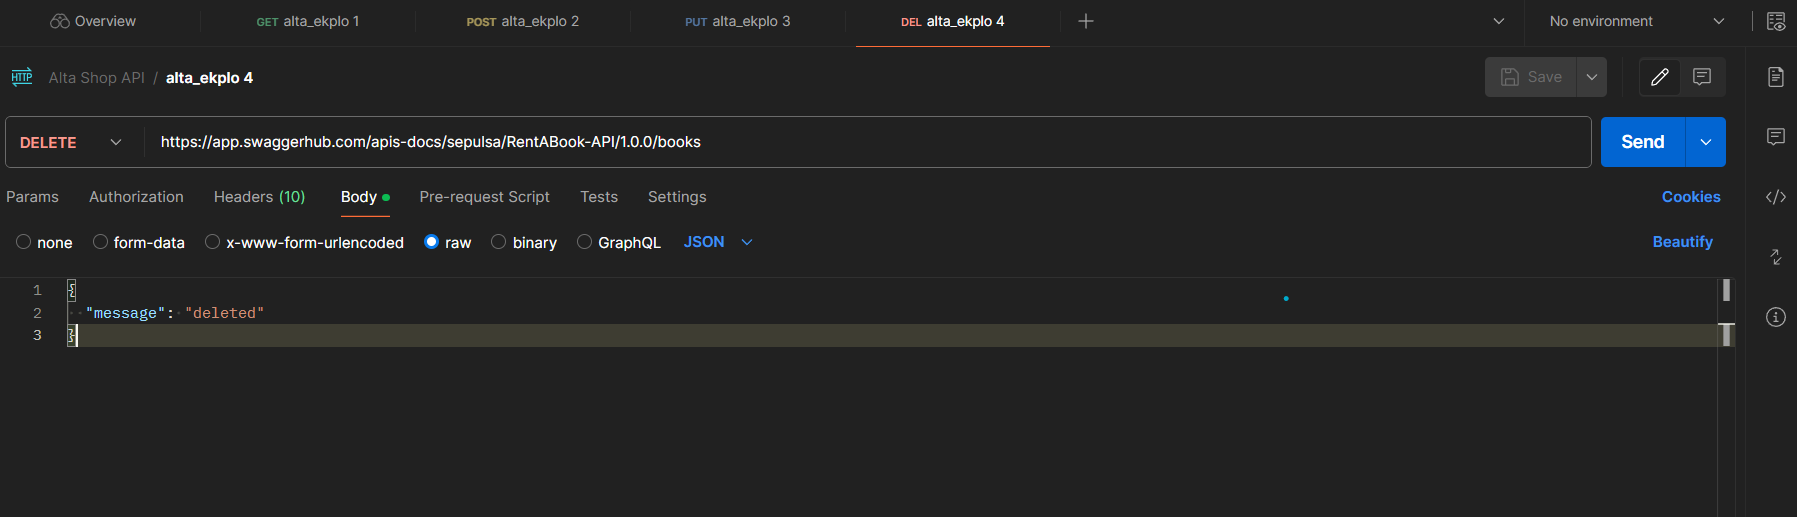 Overview GET alta_ekplo 1 POST alta_ekplo 2 PUT alta_ekplo 3 DEL alta_ekplo 4 No environment
HTTP Alta Shop API / alta_ekplo 4 Save
DELETE https://app.swaggerhub.com/apis-docs/sepulsa/RentABook-API/1.0.0/books Send
Params Authorization Headers (10) Body Pre-request Script Tests Settings Cookies
none form-data x-www-form-urlencoded raw binary GraphQL JSON Beautify
1 {
2 "message": "deleted"
3 }